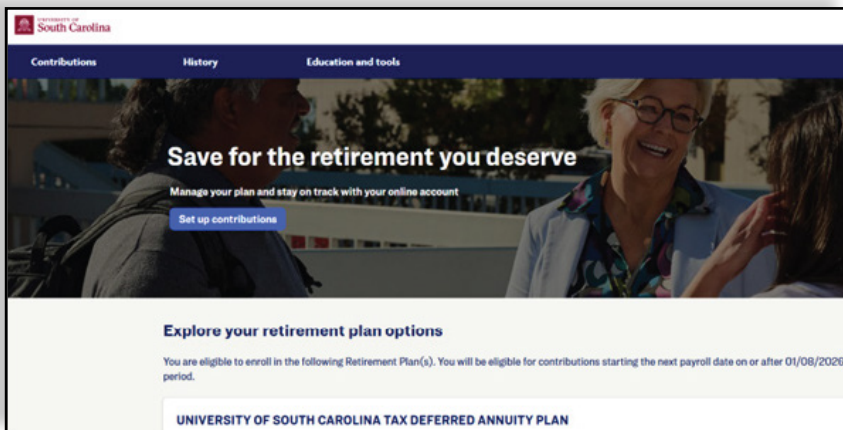 UNIVERSITY OF
South Carolina
Contributions History Education and tools
Save for the retirement you deserve
Manage your plan and stay on track with your online account
Set up contributions
Explore your retirement plan options
You are eligible to enroll in the following Retirement Plan(s). You will be eligible for contributions starting the next payroll date on or after 01/08/2026
period.
UNIVERSITY OF SOUTH CAROLINA TAX DEFERRED ANNUITY PLAN